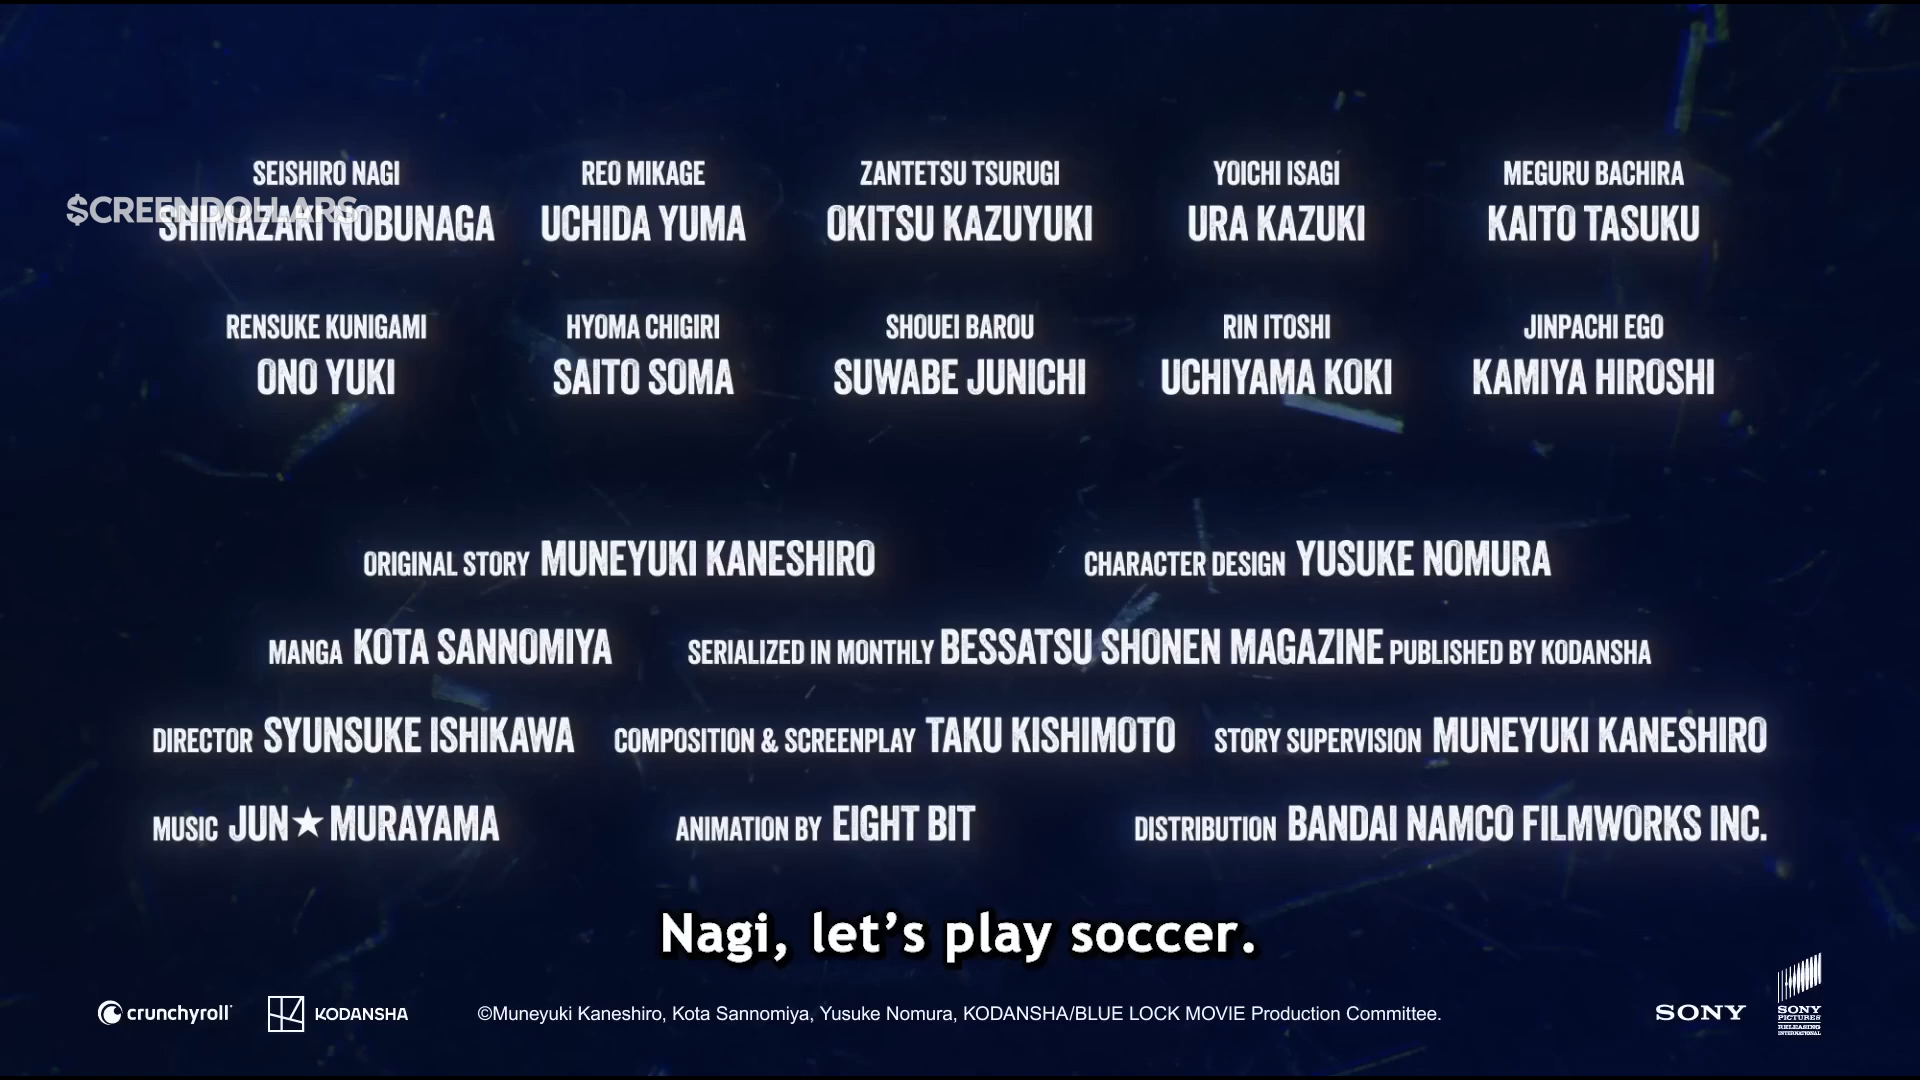 SEISHIRO NAGI REO MIKAGE ZANTETSU TSURUGI YOICHI ISAGI MEGURU BACHIRA
$CREENDOLLARS
SHIMAZAKI NOBUNAGA UCHIDA YUMA OKITSU KAZUYUKI URA KAZUKI KAITO TASUKU
RENSUKE KUNIGAMI HYOMA CHIGIRI SHOUEI BAROU RIN ITOSHI JINPACHI EGO
ONO YUKI SAITO SOMA SUWABE JUNICHI UCHIYAMA KOKI KAMIYA HIROSHI
ORIGINAL STORY MUNEYUKI KANESHIRO CHARACTER DESIGN YUSUKE NOMURA
MANGA KOTA SANNOMIYA SERIALIZED IN MONTHLY BESSATSU SHONEN MAGAZINE PUBLISHED BY KODANSHA
DIRECTOR SYUNSUKE ISHIKAWA COMPOSITION & SCREENPLAY TAKU KISHIMOTO STORY SUPERVISION MUNEYUKI KANESHIRO
MUSIC JUN★MURAYAMA ANIMATION BY EIGHT BIT DISTRIBUTION BANDAI NAMCO FILMWORKS INC.
Nagi, let's play soccer.
crunchyroll KODANSHA ©Muneyuki Kaneshiro, Kota Sannomiya, Yusuke Nomura, KODANSHA/BLUE LOCK MOVIE Production Committee. SONY
SONY
PICTURES
RELEASING
INTERNATIONAL